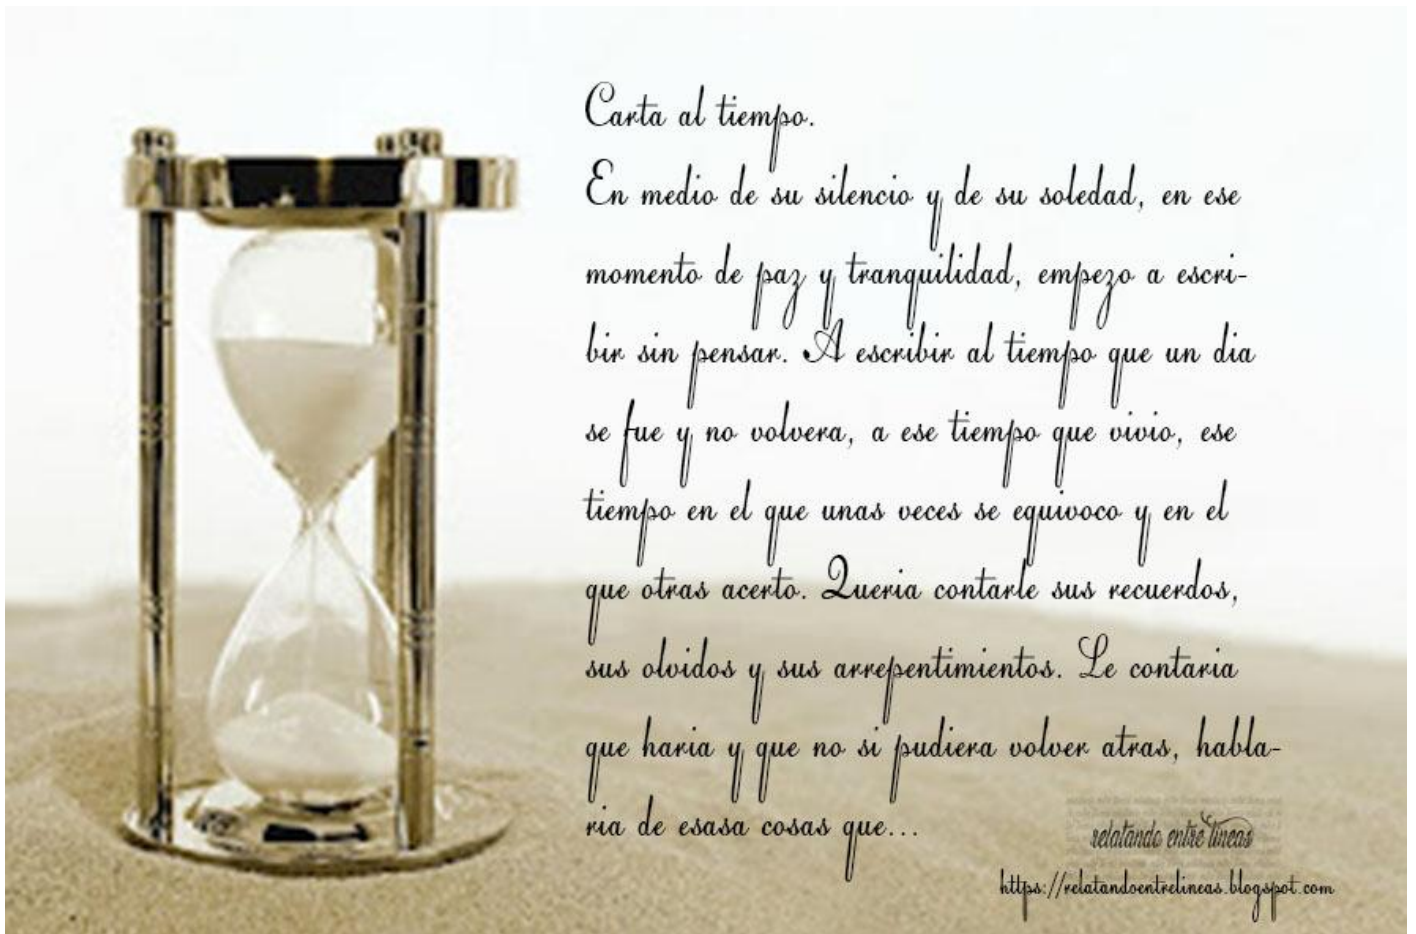 Carta al tiempo.
En medio de su silencio y de su soledad, en ese
momento de paz y tranquilidad, empezo a escri-
bir sin pensar. A escribir al tiempo que un dia
se fue y no volvera, a ese tiempo que vivio, ese
tiempo en el que unas veces se equivoco y en el
que otras acerto. Queria contarle sus recuerdos,
sus olvidos y sus arrepentimientos. Le contaria
que haria y que no si pudiera volver atras, habla-
ria de esasa cosas que...
relatando entre lineas
https://relatandoentrelineas.blogspot.com